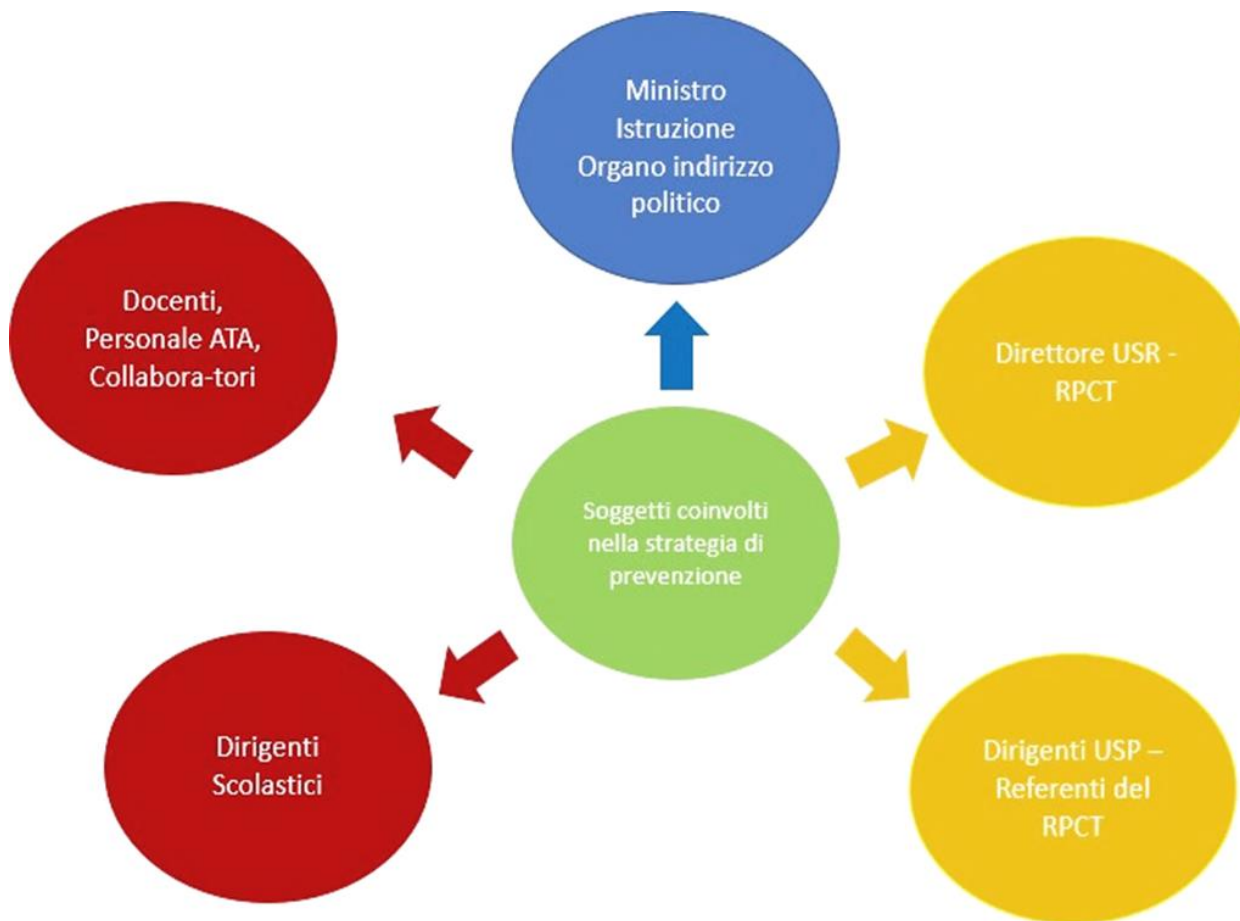 Ministro
Istruzione
Organo indirizzo
politico
Docenti,
Personale ATA,
Collabora-tori
Direttore USR -
RPCT
Soggetti coinvolti
nella strategia di
prevenzione
Dirigenti
Scolastici
Dirigenti USP –
Referenti del
RPCT